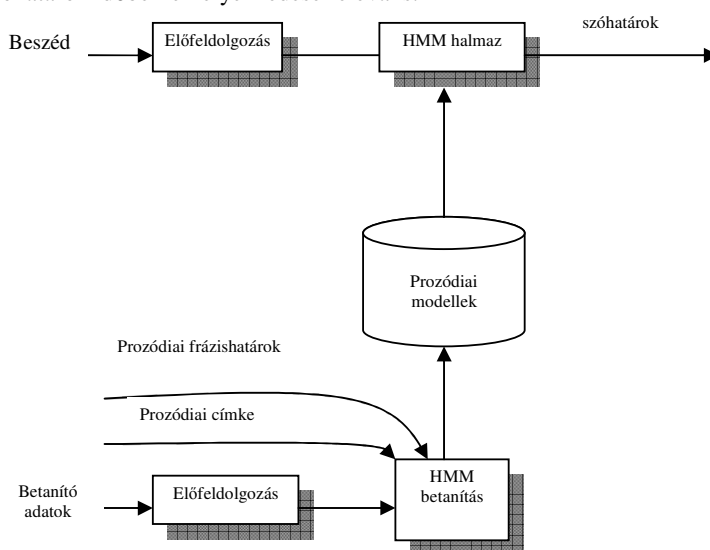 Beszéd
Előfeldolgozás
HMM halmaz
szóhatárok
Prozódiai
modellek
Prozódiai frázishatárok
Prozódiai címke
Betanító
adatok
Előfeldolgozás
HMM
betanítás